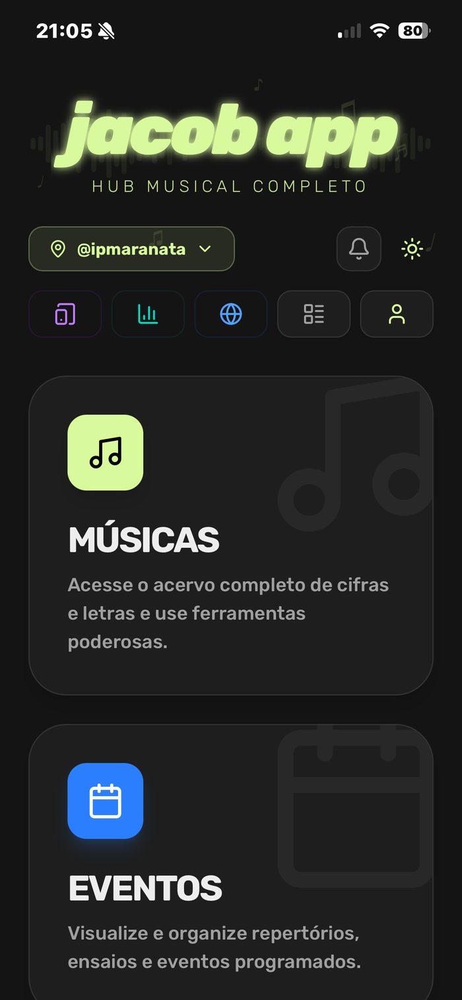 21:05
80
jacob app
HUB MUSICAL COMPLETO
@ipmaranata
MÚSICAS
Acesse o acervo completo de cifras
e letras e use ferramentas
poderosas.
EVENTOS
Visualize e organize repertórios,
ensaios e eventos programados.